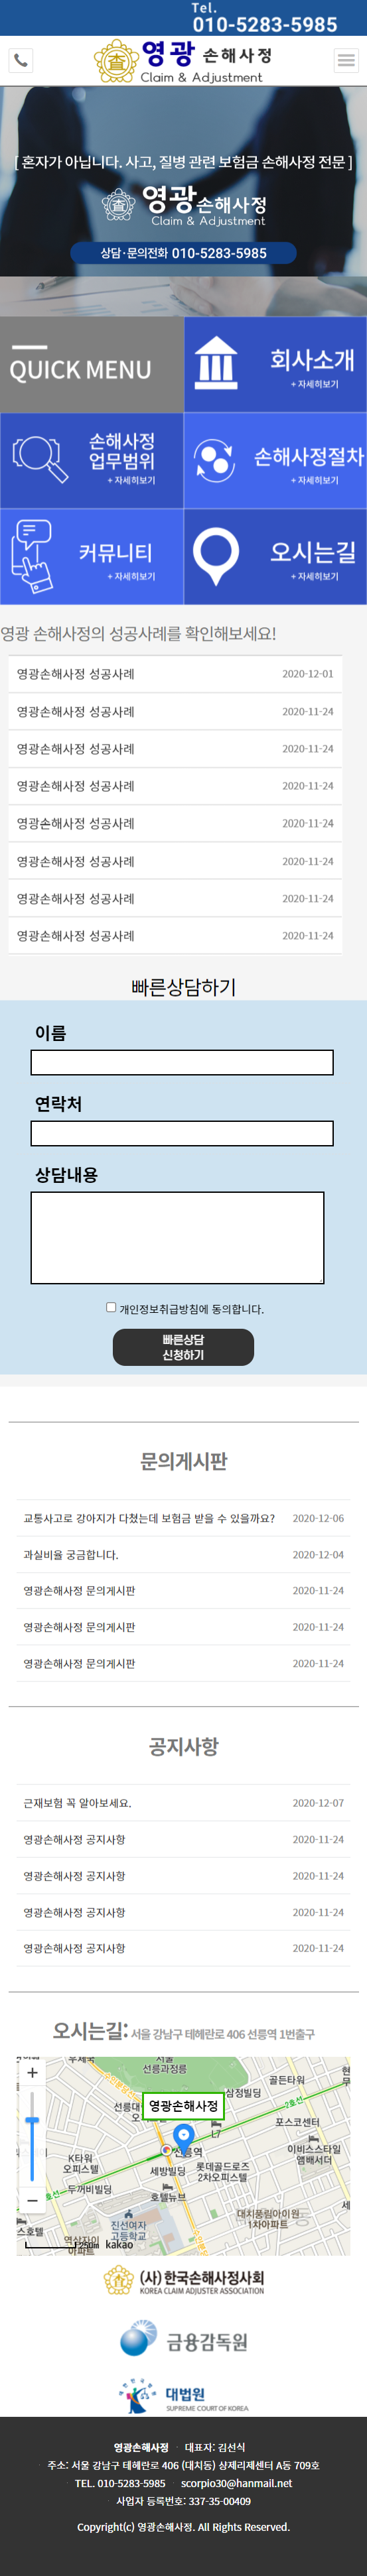 Tel.
010-5283-5985
영광 손해사정
Claim & Adjustment
[ 혼자가 아닙니다. 사고, 질병 관련 보험금 손해사정 전문 ]
영광손해사정
Claim & Adjustment
상담·문의전화 010-5283-5985
QUICK MENU
회사소개
+ 자세히보기
손해사정
업무범위
+ 자세히보기
손해사정절차
+ 자세히보기
커뮤니티
+ 자세히보기
오시는길
+ 자세히보기
영광 손해사정의 성공사례를 확인해보세요!
영광손해사정 성공사례 2020-12-01
영광손해사정 성공사례 2020-11-24
영광손해사정 성공사례 2020-11-24
영광손해사정 성공사례 2020-11-24
영광손해사정 성공사례 2020-11-24
영광손해사정 성공사례 2020-11-24
영광손해사정 성공사례 2020-11-24
영광손해사정 성공사례 2020-11-24
빠른상담하기
이름
연락처
상담내용
개인정보취급방침에 동의합니다.
빠른상담
신청하기
문의게시판
교통사고로 강아지가 다쳤는데 보험금 받을 수 있을까요? 2020-12-06
과실비율 궁금합니다. 2020-12-04
영광손해사정 문의게시판 2020-11-24
영광손해사정 문의게시판 2020-11-24
영광손해사정 문의게시판 2020-11-24
공지사항
근재보험 꼭 알아보세요. 2020-12-07
영광손해사정 공지사항 2020-11-24
영광손해사정 공지사항 2020-11-24
영광손해사정 공지사항 2020-11-24
영광손해사정 공지사항 2020-11-24
오시는길: 서울 강남구 테헤란로 406 선릉역 1번출구
우체국
서울
선릉과정릉
골든타워
삼정빌딩
영광손해사정
2호선
포스코센터
L7
선릉역
이비스스타일
앰배서더
K타워
오피스텔
세방빌딩
롯데골드로즈
2차오피스텔
두꺼비빌딩
호텔뉴브
진선여자
고등학교
대치풍림아이원
1차아파트
250m kakao
(사)한국손해사정사회
KOREA CLAIM ADJUSTER ASSOCIATION
금융감독원
대법원
SUPREME COURT OF KOREA
영광손해사정 · 대표자: 김선식
주소: 서울 강남구 테헤란로 406 (대치동) 샹제리제센터 A동 709호
TEL. 010-5283-5985 · scorpio30@hanmail.net
사업자 등록번호: 337-35-00409
Copyright(c) 영광손해사정. All Rights Reserved.